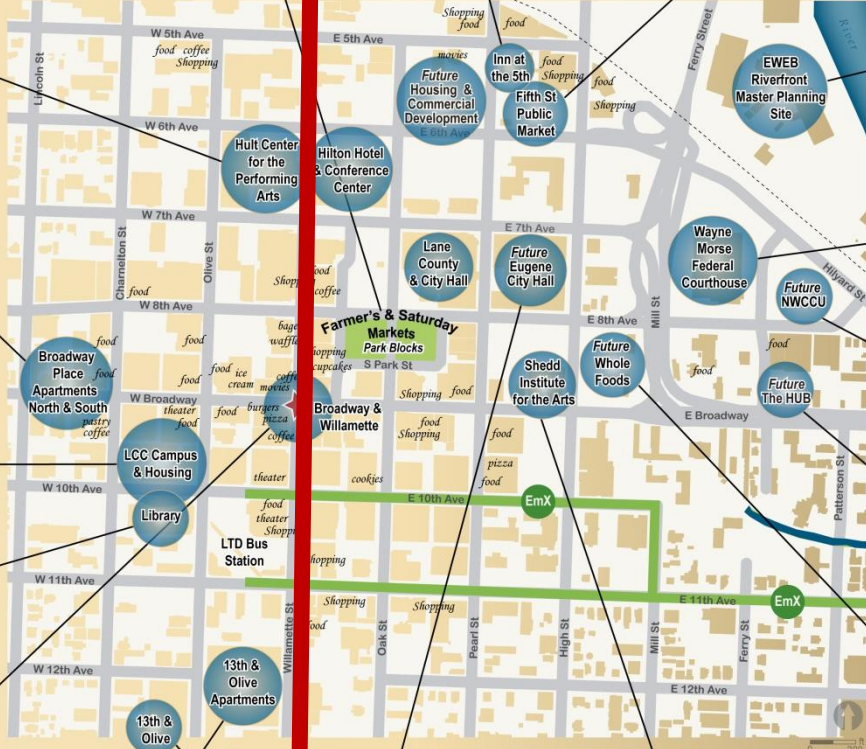 Shopping
food
food
W 5th Ave
E 5th Ave
Ferry Street
River
food coffee
Shopping
movies
Inn at
the 5th
food
Shopping
food
Shopping
EWEB
Riverfront
Master Planning
Site
Lincoln St
Future
Housing &
Commercial
Development
Fifth St
Public
Market
W 6th Ave
E 6th Ave
Hult Center
for the
Performing
Arts
Hilton Hotel
& Conference
Center
W 7th Ave
E 7th Ave
Charnelton St
Olive St
Lane
County
& City Hall
Future
Eugene
City Hall
Wayne
Morse
Federal
Courthouse
Hilyard St
Future
NWCCU
food
food
coffee
Mill St
W 8th Ave
E 8th Ave
Farmer's & Saturday
Markets
Park Blocks
S Park St
food
food
food
food
food
food
ice
cream
movies
cupcakes
Broadway
Place
Apartments
North & South
Shedd
Institute
for the Arts
Future
Whole
Foods
food
food
Future
The HUB
W Broadway
E Broadway
pastry
coffee
theater
food
food
burgers
pizza
coffee
Broadway &
Willamette
Shopping
food
food
Shopping
food
pizza
food
LCC Campus
& Housing
theater
cookies
W 10th Ave
E 10th Ave
EmX
Patterson St
Library
food
theater
LTD Bus
Station
W 11th Ave
E 11th Ave
EmX
Shopping
Shopping
Willamette St
Oak St
Pearl St
High St
Mill St
Ferry St
W 12th Ave
E 12th Ave
13th &
Olive
Apartments
13th &
Olive